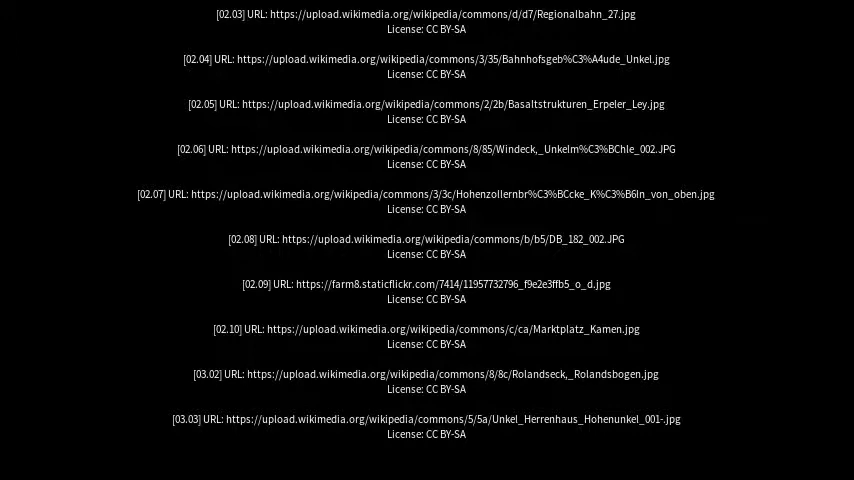 [02.03] URL: https://upload.wikimedia.org/wikipedia/commons/d/d7/Regionalbahn_27.jpg
License: CC BY-SA
[02.04] URL: https://upload.wikimedia.org/wikipedia/commons/3/35/Bahnhofsgeb%C3%A4ude_Unkel.jpg
License: CC BY-SA
[02.05] URL: https://upload.wikimedia.org/wikipedia/commons/2/2b/Basaltstrukturen_Erpeler_Ley.jpg
License: CC BY-SA
[02.06] URL: https://upload.wikimedia.org/wikipedia/commons/8/85/Windeck,_Unkelm%C3%BChle_002.JPG
License: CC BY-SA
[02.07] URL: https://upload.wikimedia.org/wikipedia/commons/3/3c/Hohenzollernbr%C3%BCcke_K%C3%B6ln_von_oben.jpg
License: CC BY-SA
[02.08] URL: https://upload.wikimedia.org/wikipedia/commons/b/b5/DB_182_002.JPG
License: CC BY-SA
[02.09] URL: https://farm8.staticflickr.com/7414/11957732796_f9e2e3ffb5_o_d.jpg
License: CC BY-SA
[02.10] URL: https://upload.wikimedia.org/wikipedia/commons/c/ca/Marktplatz_Kamen.jpg
License: CC BY-SA
[03.02] URL: https://upload.wikimedia.org/wikipedia/commons/8/8c/Rolandseck,_Rolandsbogen.jpg
License: CC BY-SA
[03.03] URL: https://upload.wikimedia.org/wikipedia/commons/5/5a/Unkel_Herrenhaus_Hohenunkel_001-.jpg
License: CC BY-SA